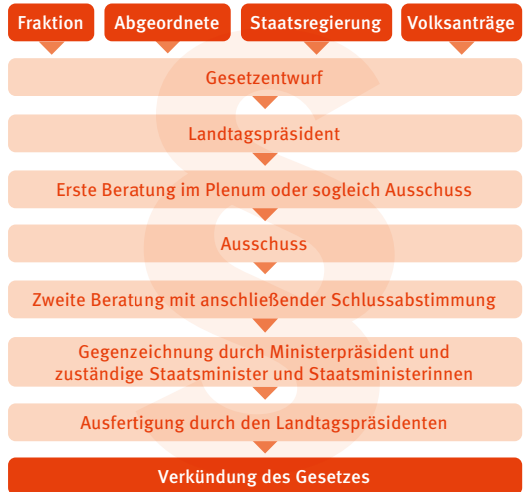 Fraktion
Abgeordnete
Staatsregierung
Volksanträge
Gesetzentwurf
Landtagspräsident
Erste Beratung im Plenum oder sogleich Ausschuss
Ausschuss
Zweite Beratung mit anschließender Schlussabstimmung
Gegenzeichnung durch Ministerpräsident und
zuständige Staatsminister und Staatsministerinnen
Ausfertigung durch den Landtagspräsidenten
Verkündung des Gesetzes